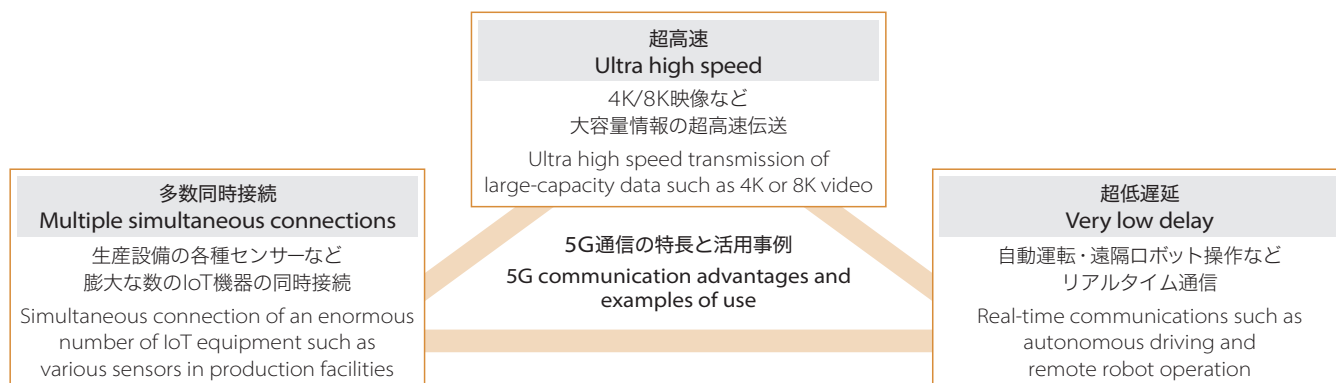 超高速
Ultra high speed
4K/8K映像など
大容量情報の超高速伝送
Ultra high speed transmission of
large-capacity data such as 4K or 8K video
多数同時接続
Multiple simultaneous connections
生産設備の各種センサーなど
膨大な数のIoT機器の同時接続
Simultaneous connection of an enormous
number of IoT equipment such as
various sensors in production facilities
5G通信の特長と活用事例
5G communication advantages and
examples of use
超低遅延
Very low delay
自動運転・遠隔ロボット操作など
リアルタイム通信
Real-time communications such as
autonomous driving and
remote robot operation